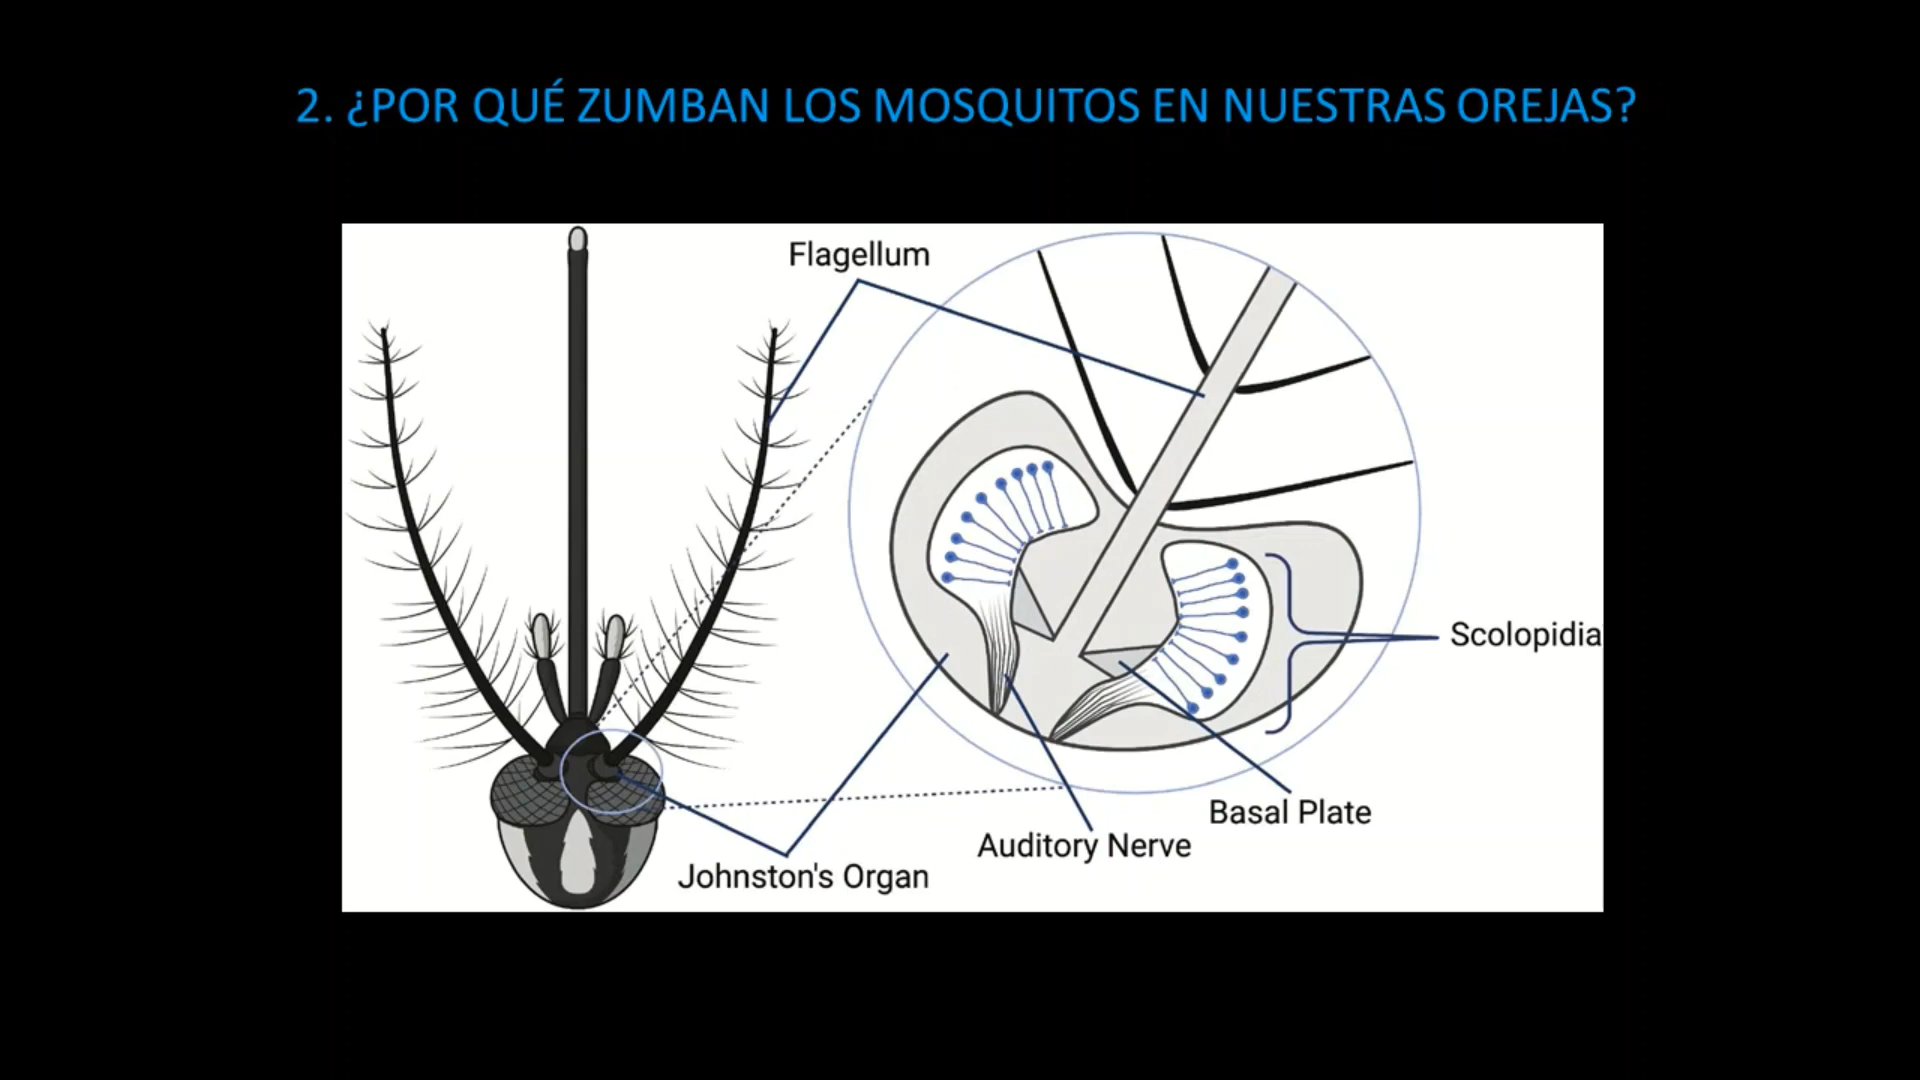 2. ¿POR QUÉ ZUMBAN LOS MOSQUITOS EN NUESTRAS OREJAS?
Flagellum
Scolopidia
Basal Plate
Auditory Nerve
Johnston's Organ